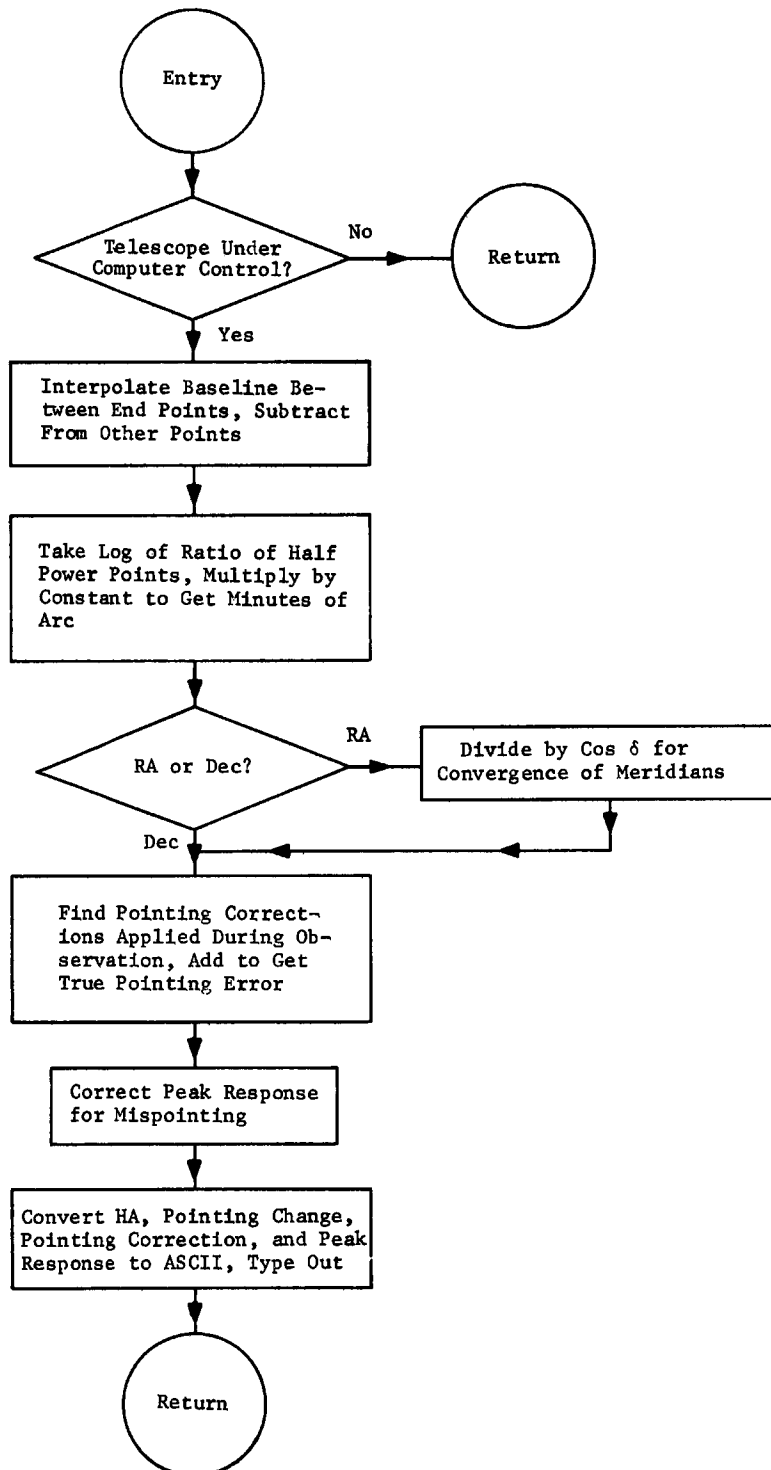 Entry
Telescope Under
Computer Control?
No
Return
Yes
Interpolate Baseline Be-
tween End Points, Subtract
From Other Points
Take Log of Ratio of Half
Power Points, Multiply by
Constant to Get Minutes of
Arc
RA or Dec?
RA
Divide by Cos δ for
Convergence of Meridians
Dec
Find Pointing Correct-
ions Applied During Ob-
servation, Add to Get
True Pointing Error
Correct Peak Response
for Mispointing
Convert HA, Pointing Change,
Pointing Correction, and Peak
Response to ASCII, Type Out
Return